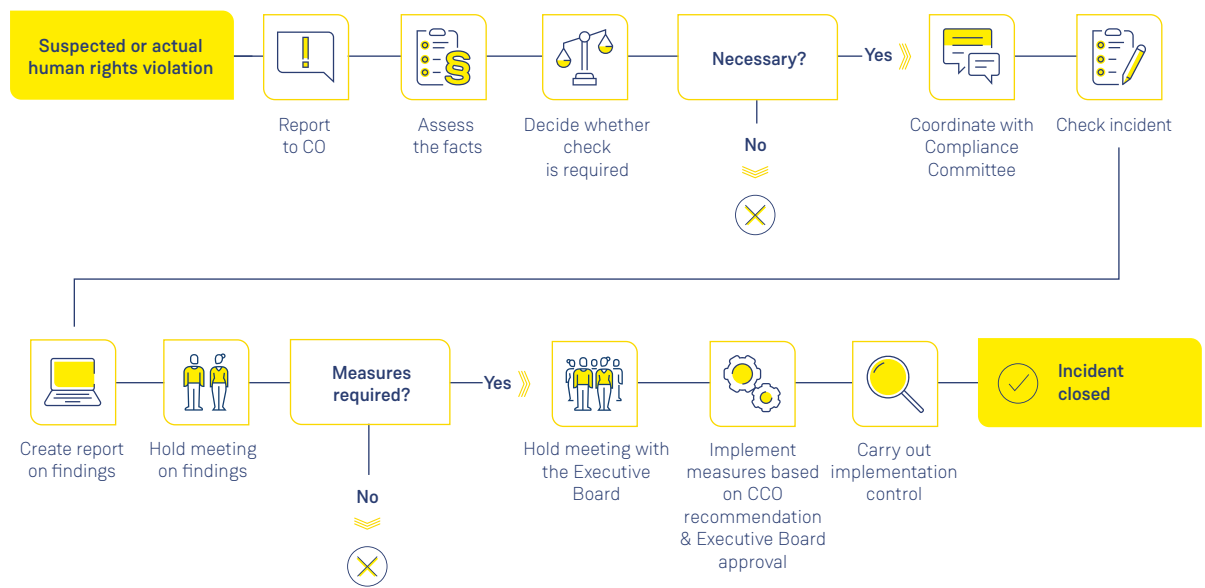 Suspected or actual
human rights violation
Report
to CO
Assess
the facts
Decide whether
check
is required
Necessary?
Yes
No
Coordinate with
Compliance
Committee
Check incident
Create report
on findings
Hold meeting
on findings
Measures
required?
Yes
No
Hold meeting with
the Executive
Board
Implement
measures based
on CCO
recommendation
& Executive Board
approval
Carry out
implementation
control
Incident
closed